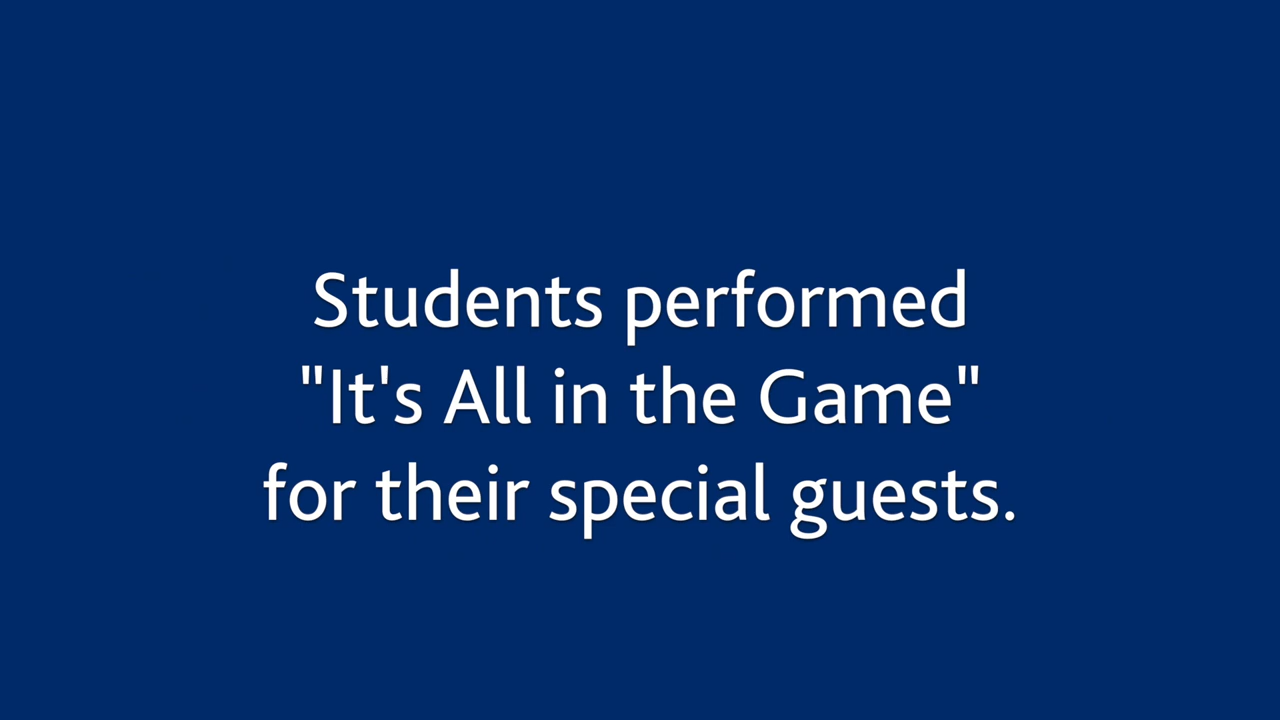 Students performed
"It's All in the Game"
for their special guests.